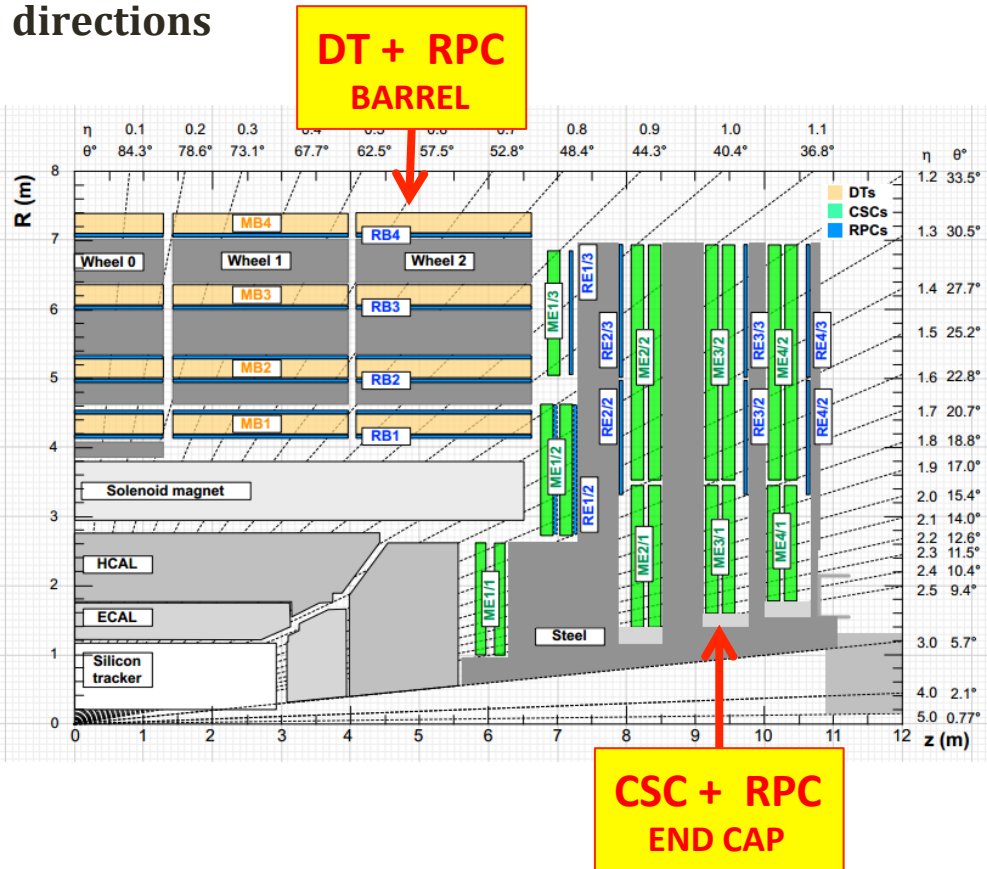 directions
DT + RPC
BARREL
η 0.1 0.2 0.3 0.7 0.8 0.9 1.0 1.1
θ° 84.3° 78.6° 73.1° 67.7° 62.5° 57.5° 52.8° 48.4° 44.3° 40.4° 36.8° η θ°
8
1.2 33.5°
R (m)
DTs
CSCs
RPCs
MB4
RB4
7
1.3 30.5°
Wheel 0
Wheel 1
Wheel 2
RE1/3
ME1/3
MB3
RB3
6
1.4 27.7°
RE2/3
ME2/2
ME3/2
RE3/3
ME4/2
RE4/3
1.5 25.2°
MB2
RB2
5
1.6 22.8°
MB1
RB1
4
1.7 20.7°
RE2/2
RE3/2
RE4/2
1.8 18.8°
ME1/2
RE1/2
1.9 17.0°
Solenoid magnet
2.0 15.4°
3
2.1 14.0°
2.2 12.6°
2.3 11.5°
HCAL
2.4 10.4°
2
2.5 9.4°
ME1/1
ME2/1
ME3/1
ME4/1
ECAL
Steel
3.0 5.7°
1
Silicon
tracker
4.0 2.1°
0
5.0 0.77°
0 1 2 3 4 5 6 7 8 9 10 11 12
z (m)
CSC + RPC
END CAP